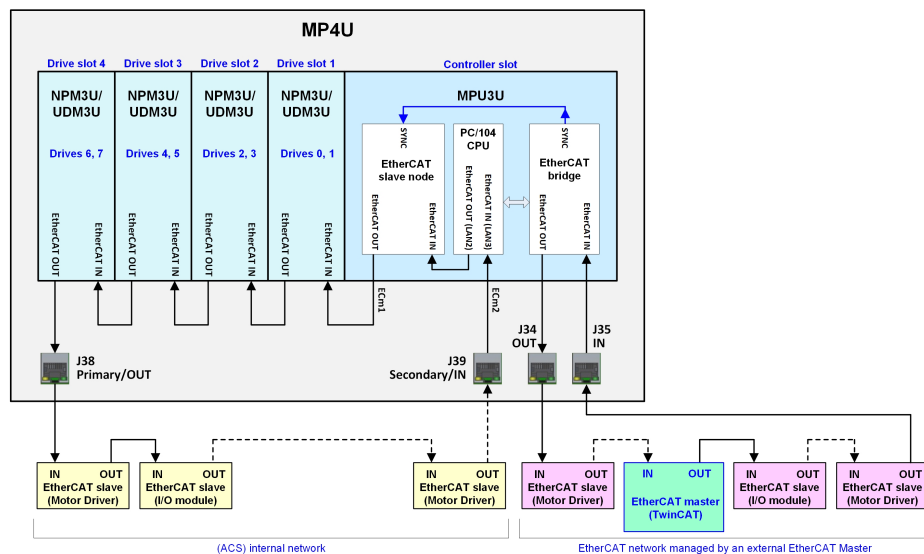 MP4U
Drive slot 4
Drive slot 3
Drive slot 2
Drive slot 1
Controller slot
NPM3U/
UDM3U
NPM3U/
UDM3U
NPM3U/
UDM3U
NPM3U/
UDM3U
MPU3U
Drives 6, 7
Drives 4, 5
Drives 2, 3
Drives 0, 1
SYNC
EtherCAT
slave node
PC/104
CPU
SYNC
EtherCAT
bridge
EtherCAT OUT
EtherCAT IN
EtherCAT OUT
EtherCAT IN
EtherCAT OUT
EtherCAT IN
EtherCAT OUT
EtherCAT IN
EtherCAT OUT
EtherCAT IN
EtherCAT OUT (LAN2)
EtherCAT IN (LAN3)
EtherCAT OUT
EtherCAT IN
ECm1
ECm2
J38
Primary/OUT
J39
Secondary/IN
J34
OUT
J35
IN
IN OUT
EtherCAT slave
(Motor Driver)
IN OUT
EtherCAT slave
(I/O module)
IN OUT
EtherCAT slave
(Motor Driver)
IN OUT
EtherCAT slave
(Motor Driver)
IN OUT
EtherCAT master
(TwinCAT)
IN OUT
EtherCAT slave
(I/O module)
IN OUT
EtherCAT slave
(Motor Driver)
(ACS) internal network
EtherCAT network managed by an external EtherCAT Master